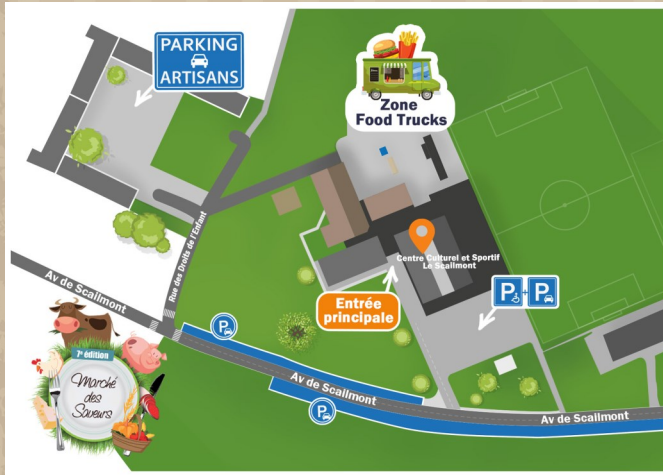 PARKING
ARTISANS
Zone
Food Trucks
Rue des Droits de l'Enfant
Centre Culturel et Sportif
Le Scailmont
Av de Scailmont
Entrée
principale
P + P
P
7e édition
Marché
des
Saveurs
Av de Scailmont
P
Av de Scailmont